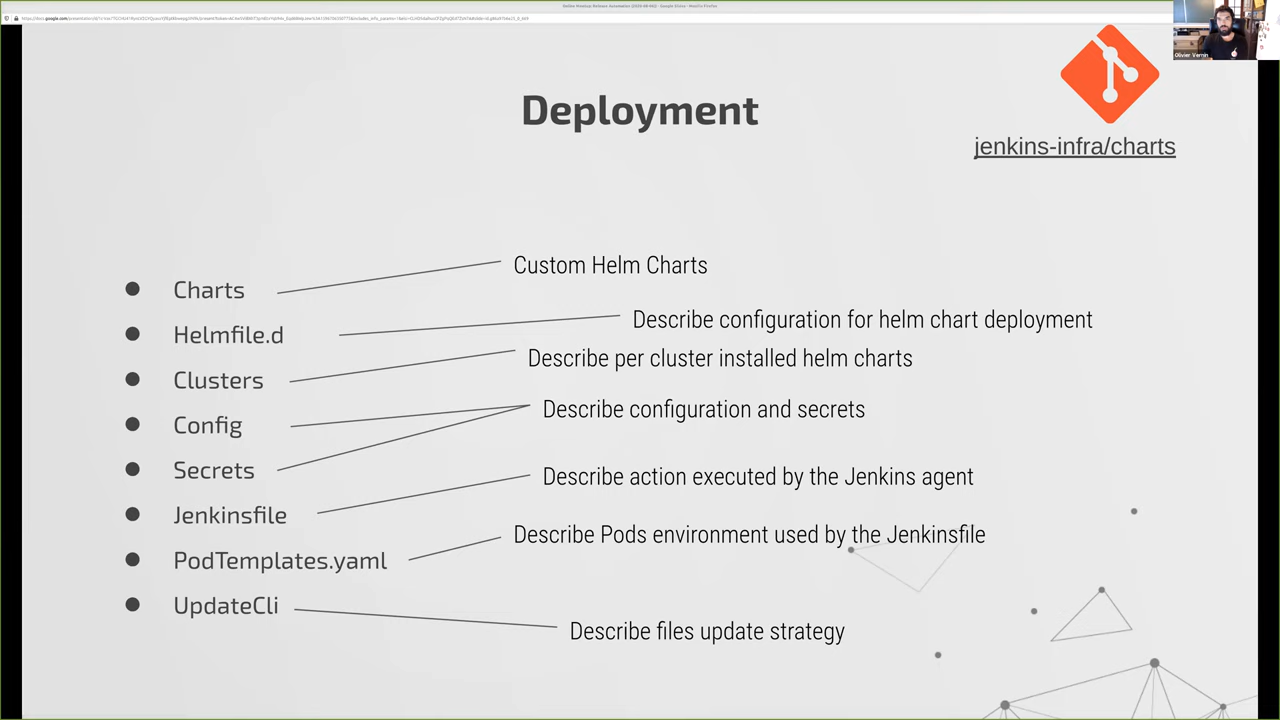 Deployment
jenkins-infra/charts
Charts
Custom Helm Charts
Helmfile.d
Describe configuration for helm chart deployment
Clusters
Describe per cluster installed helm charts
Config
Describe configuration and secrets
Secrets
Jenkinsfile
Describe action executed by the Jenkins agent
PodTemplates.yaml
Describe Pods environment used by the Jenkinsfile
UpdateCli
Describe files update strategy